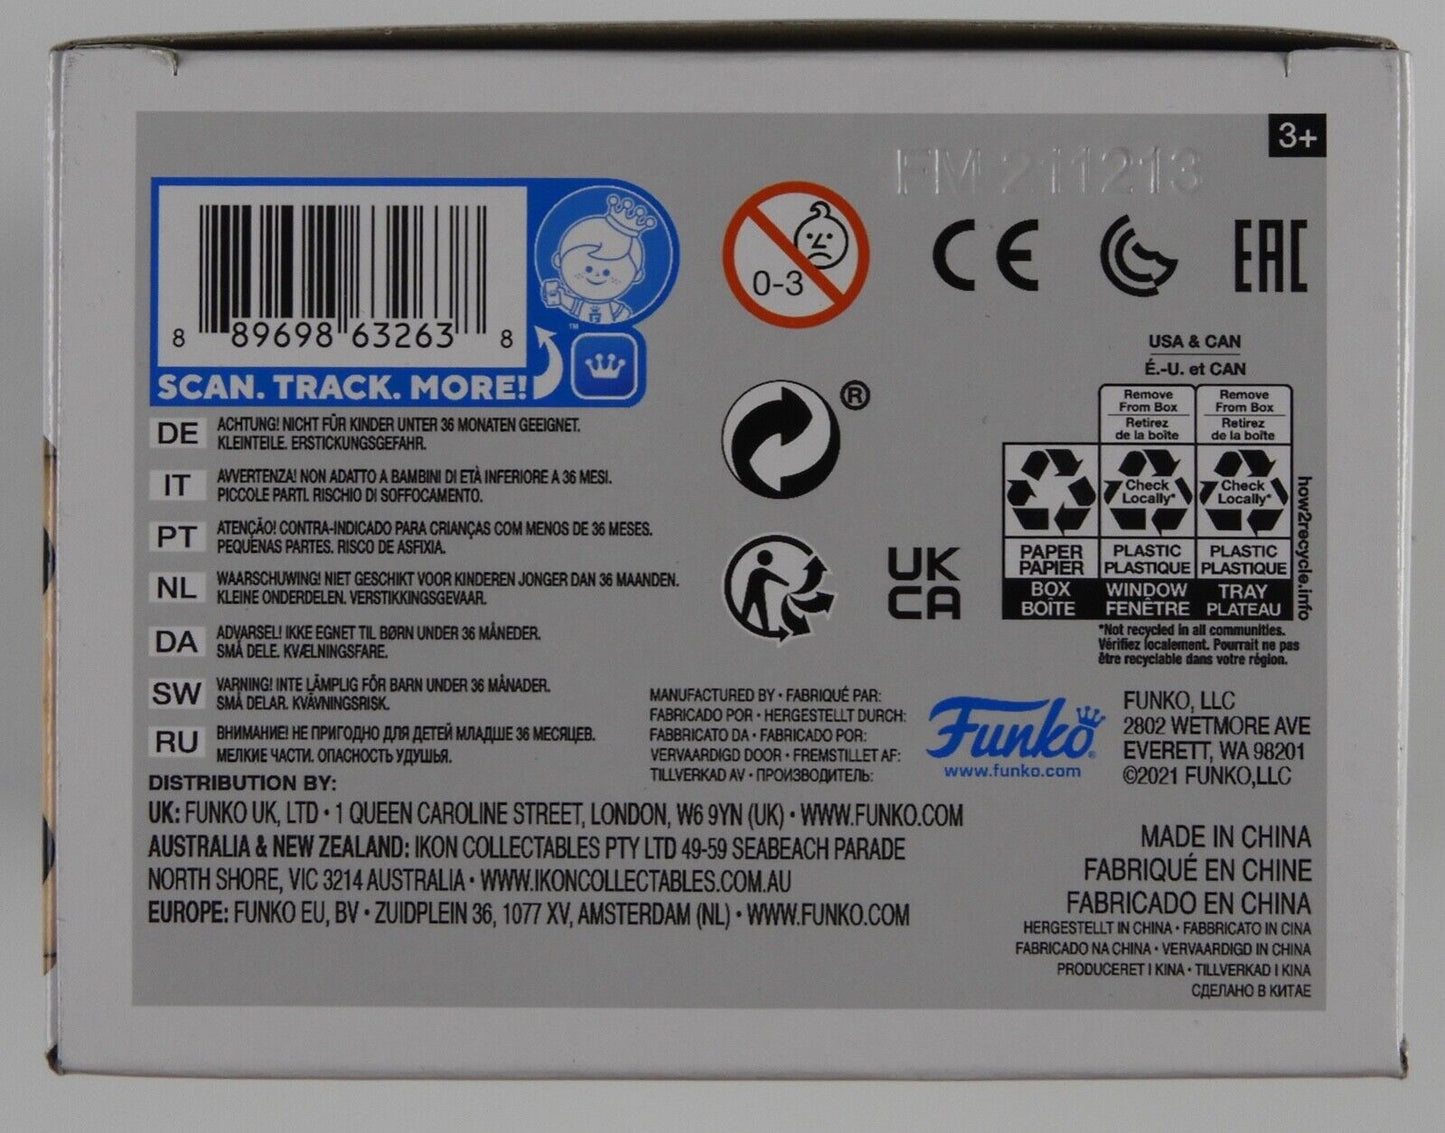 3+
FM 211213
8 89698 63263 8
™
SCAN. TRACK. MORE!
0-3
CE
EAC
DE ACHTUNG! NICHT FÜR KINDER UNTER 36 MONATEN GEEIGNET.
KLEINTEILE. ERSTICKUNGSGEFAHR.
IT AVVERTENZA! NON ADATTO A BAMBINI DI ETÀ INFERIORE A 36 MESI.
PICCOLE PARTI. RISCHIO DI SOFFOCAMENTO.
PT ATENÇÃO! CONTRA-INDICADO PARA CRIANÇAS COM MENOS DE 36 MESES.
PEQUENAS PARTES. RISCO DE ASFIXIA.
NL WAARSCHUWING! NIET GESCHIKT VOOR KINDEREN JONGER DAN 36 MAANDEN.
KLEINE ONDERDELEN. VERSTIKKINGSGEVAAR.
DA ADVARSEL! IKKE EGNET TIL BØRN UNDER 36 MÅNEDER.
SMÅ DELE. KVÆLNINGSFARE.
SW VARNING! INTE LÄMPLIG FÖR BARN UNDER 36 MÅNADER.
SMÅ DELAR. KVÄVNINGSRISK.
RU ВНИМАНИЕ! НЕ ПРИГОДНО ДЛЯ ДЕТЕЙ МЛАДШЕ 36 МЕСЯЦЕВ.
МЕЛКИЕ ЧАСТИ. ОПАСНОСТЬ УДУШЬЯ.
®
UK
CA
USA & CAN
É.-U. et CAN
Remove
From Box
Retirez
de la boîte
Remove
From Box
Retirez
de la boîte
Check
Locally*
Check
Locally*
PAPER
PAPIER
BOX
BOÎTE
PLASTIC
PLASTIQUE
WINDOW
FENÊTRE
PLASTIC
PLASTIQUE
TRAY
PLATEAU
how2recycle.info
*Not recycled in all communities.
Vérifiez localement. Pourrait ne pas
être recyclable dans votre région.
MANUFACTURED BY • FABRIQUÉ PAR:
FABRICADO POR • HERGESTELLT DURCH:
FABBRICATO DA • FABRICADO POR:
VERVAARDIGD DOOR • FREMSTILLET AF:
TILLVERKAD AV • ПРОИЗВОДИТЕЛЬ:
Funko®
www.funko.com
FUNKO, LLC
2802 WETMORE AVE
EVERETT, WA 98201
©2021 FUNKO,LLC
DISTRIBUTION BY:
UK: FUNKO UK, LTD • 1 QUEEN CAROLINE STREET, LONDON, W6 9YN (UK) • WWW.FUNKO.COM
AUSTRALIA & NEW ZEALAND: IKON COLLECTABLES PTY LTD 49-59 SEABEACH PARADE
NORTH SHORE, VIC 3214 AUSTRALIA • WWW.IKONCOLLECTABLES.COM.AU
EUROPE: FUNKO EU, BV • ZUIDPLEIN 36, 1077 XV, AMSTERDAM (NL) • WWW.FUNKO.COM
MADE IN CHINA
FABRIQUÉ EN CHINE
FABRICADO EN CHINA
HERGESTELLT IN CHINA • FABBRICATO IN CINA
FABRICADO NA CHINA • VERVAARDIGD IN CHINA
PRODUCERET I KINA • TILLVERKAD I KINA
СДЕЛАНО В КИТАЕ